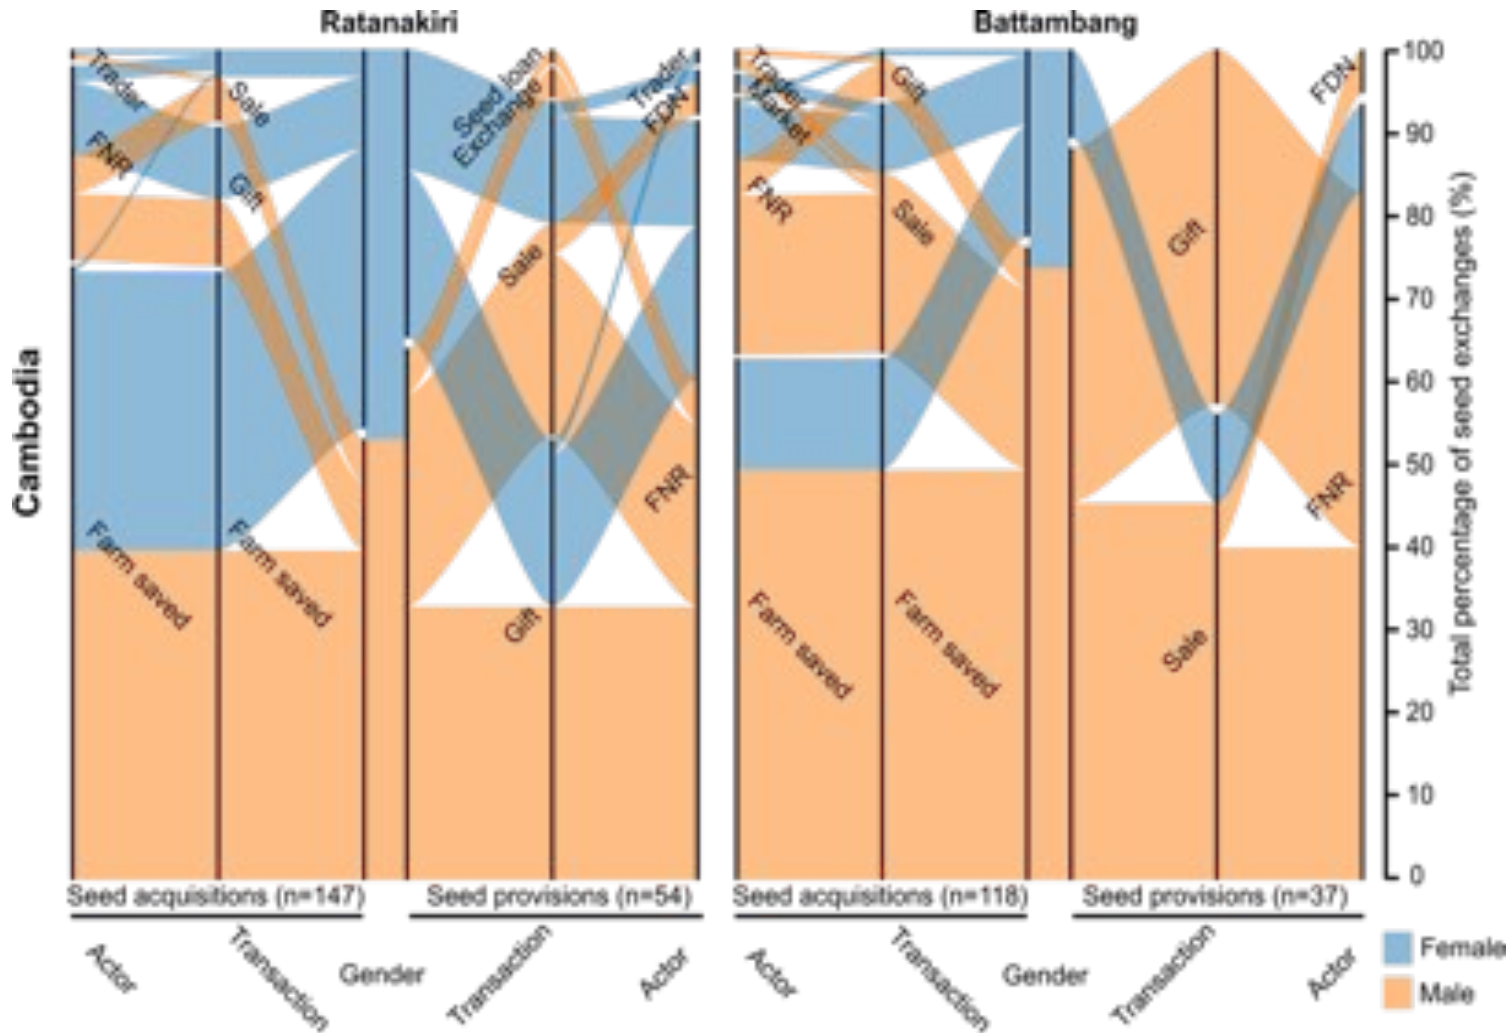 Ratanakiri
Battambang
Cambodia
Trader
FNR
Farm saved
Sale
Gift
Farm saved
Seed loan
Exchange
Sale
Gift
Trader
FDN
FNR
Trader
Market
FNR
Farm saved
Gift
Sale
Farm saved
Gift
Sale
FDN
FNR
100
90
80
70
60
50
40
30
20
10
0
Total percentage of seed exchanges (%)
Seed acquisitions (n=147)
Seed provisions (n=54)
Seed acquisitions (n=118)
Seed provisions (n=37)
Actor
Transaction
Gender
Transaction
Actor
Actor
Transaction
Gender
Transaction
Actor
Female
Male